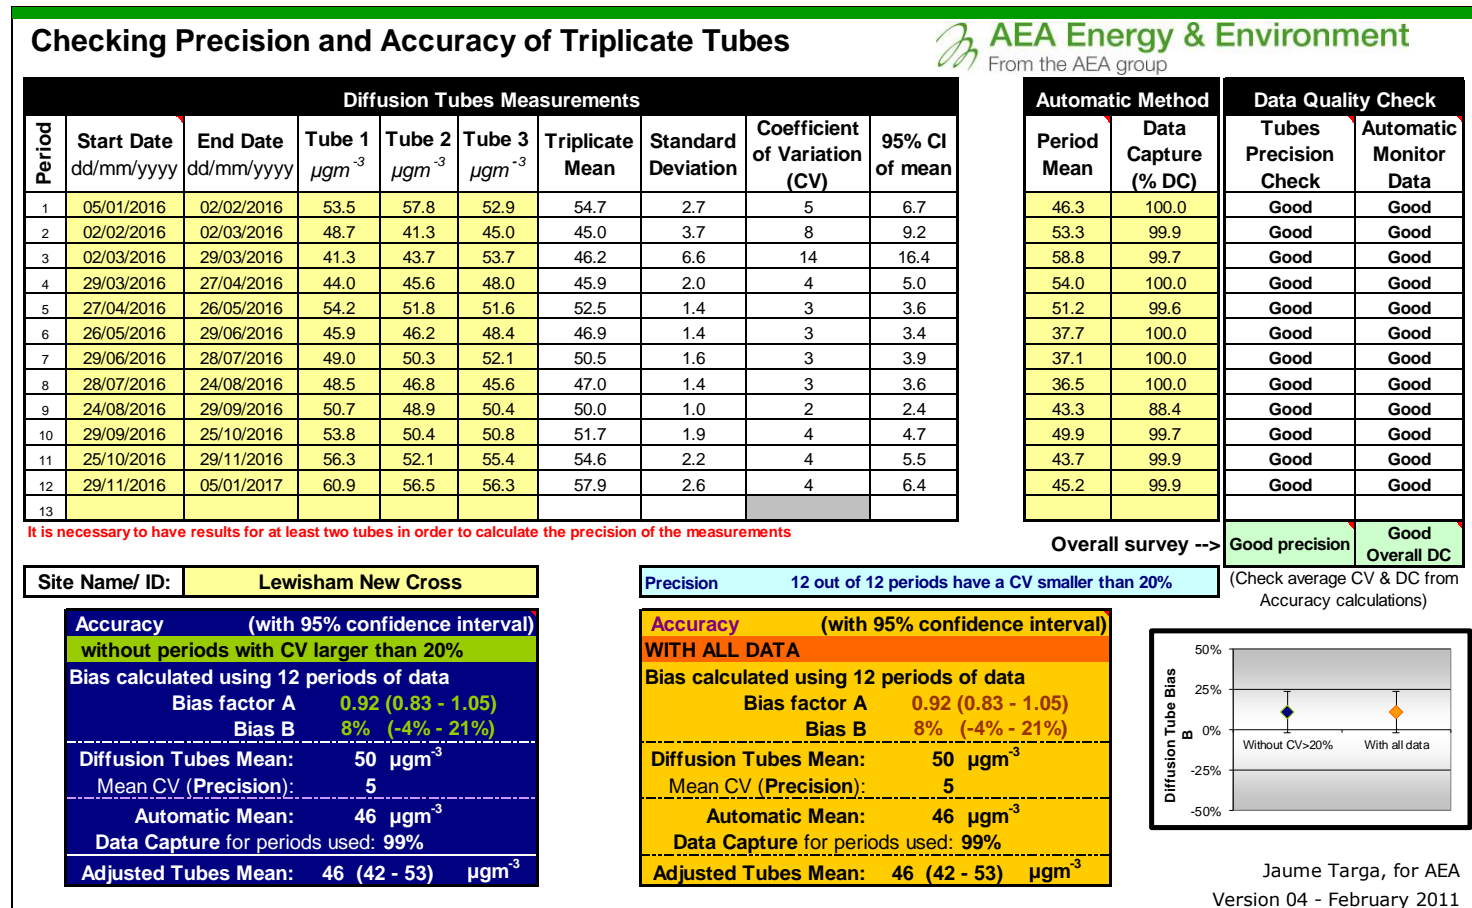 Checking Precision and Accuracy of Triplicate Tubes
AEA Energy & Environment
From the AEA group
Diffusion Tubes Measurements
Automatic Method
Data Quality Check
Period Start Date dd/mm/yyyy End Date dd/mm/yyyy Tube 1 µgm-3 Tube 2 µgm-3 Tube 3 µgm-3 Triplicate Mean Standard Deviation Coefficient of Variation (CV) 95% CI of mean Period Mean Data Capture (% DC) Tubes Precision Check Automatic Monitor Data
1 05/01/2016 02/02/2016 53.5 57.8 52.9 54.7 2.7 5 6.7 46.3 100.0 Good Good
2 02/02/2016 02/03/2016 48.7 41.3 45.0 45.0 3.7 8 9.2 53.3 99.9 Good Good
3 02/03/2016 29/03/2016 41.3 43.7 53.7 46.2 6.6 14 16.4 58.8 99.7 Good Good
4 29/03/2016 27/04/2016 44.0 45.6 48.0 45.9 2.0 4 5.0 54.0 100.0 Good Good
5 27/04/2016 26/05/2016 54.2 51.8 51.6 52.5 1.4 3 3.6 51.2 99.6 Good Good
6 26/05/2016 29/06/2016 45.9 46.2 48.4 46.9 1.4 3 3.4 37.7 100.0 Good Good
7 29/06/2016 28/07/2016 49.0 50.3 52.1 50.5 1.6 3 3.9 37.1 100.0 Good Good
8 28/07/2016 24/08/2016 48.5 46.8 45.6 47.0 1.4 3 3.6 36.5 100.0 Good Good
9 24/08/2016 29/09/2016 50.7 48.9 50.4 50.0 1.0 2 2.4 43.3 88.4 Good Good
10 29/09/2016 25/10/2016 53.8 50.4 50.8 51.7 1.9 4 4.7 49.9 99.7 Good Good
11 25/10/2016 29/11/2016 56.3 52.1 55.4 54.6 2.2 4 5.5 43.7 99.9 Good Good
12 29/11/2016 05/01/2017 60.9 56.5 56.3 57.9 2.6 4 6.4 45.2 99.9 Good Good
13
It is necessary to have results for at least two tubes in order to calculate the precision of the measurements
Overall survey --> Good precision Good Overall DC
Site Name/ ID: Lewisham New Cross
Precision 12 out of 12 periods have a CV smaller than 20%
(Check average CV & DC from
Accuracy calculations)
Accuracy (with 95% confidence interval)
without periods with CV larger than 20%
Bias calculated using 12 periods of data
Bias factor A 0.92 (0.83 - 1.05)
Bias B 8% (-4% - 21%)
Diffusion Tubes Mean: 50 µgm-3
Mean CV (Precision): 5
Automatic Mean: 46 µgm-3
Data Capture for periods used: 99%
Adjusted Tubes Mean: 46 (42 - 53) µgm-3
Accuracy (with 95% confidence interval)
WITH ALL DATA
Bias calculated using 12 periods of data
Bias factor A 0.92 (0.83 - 1.05)
Bias B 8% (-4% - 21%)
Diffusion Tubes Mean: 50 µgm-3
Mean CV (Precision): 5
Automatic Mean: 46 µgm-3
Data Capture for periods used: 99%
Adjusted Tubes Mean: 46 (42 - 53) µgm-3
Diffusion Tube Bias B
50%
25%
0%
-25%
-50%
Without CV>20%
With all data
Jaume Targa, for AEA
Version 04 - February 2011